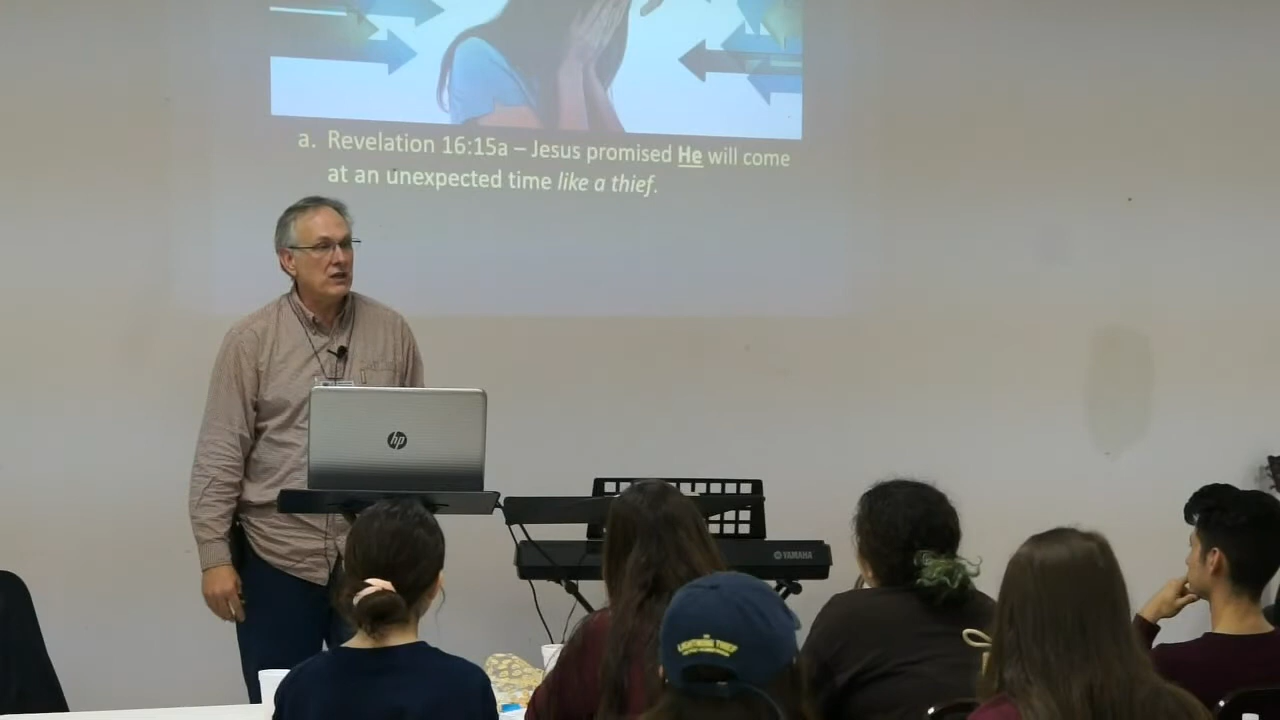 a. Revelation 16:15a – Jesus promised He will come
at an unexpected time like a thief.
hp
YAMAHA
LIGHTNING THIEF